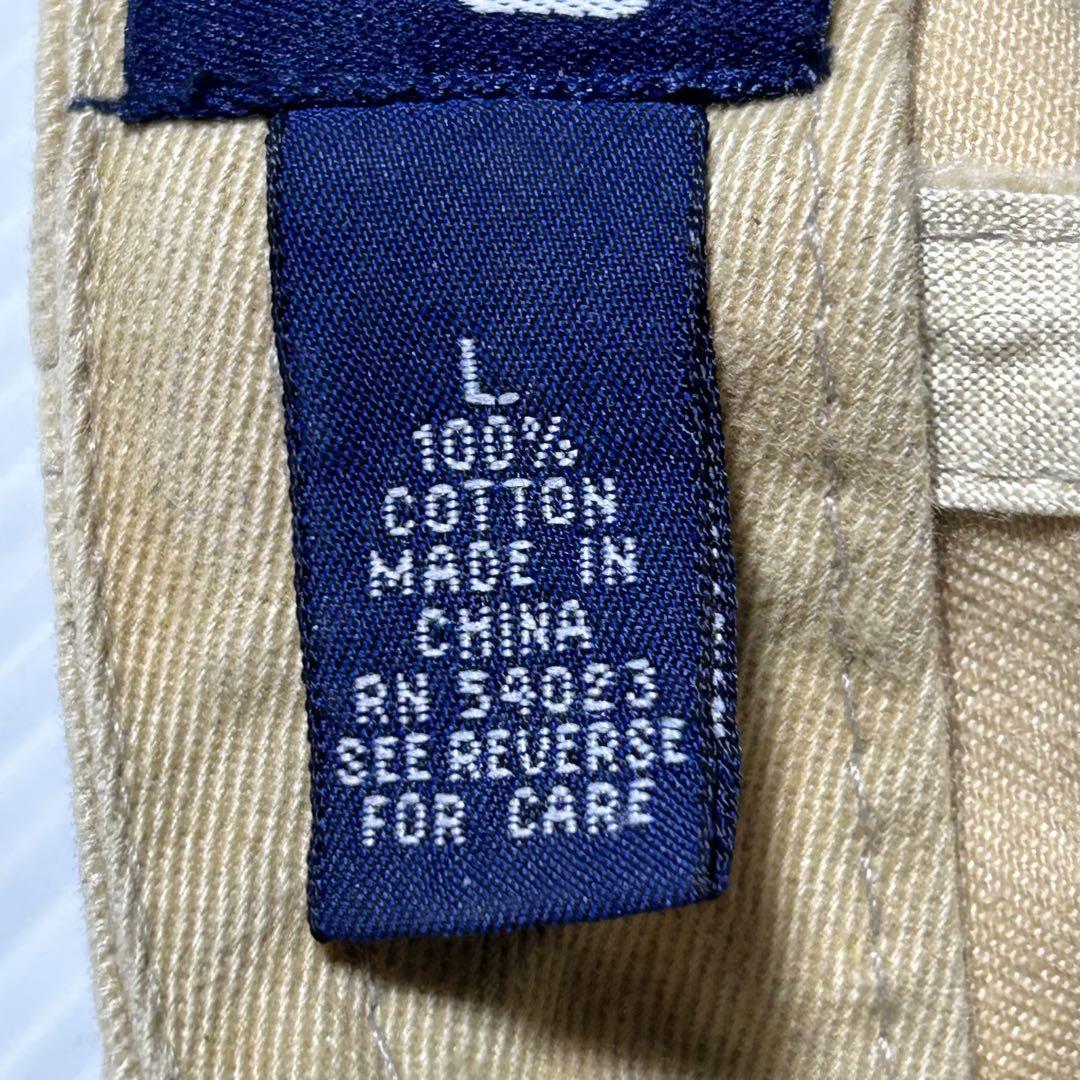 L
100%
COTTON
MADE IN
CHINA
RN 54023
SEE REVERSE
FOR CARE